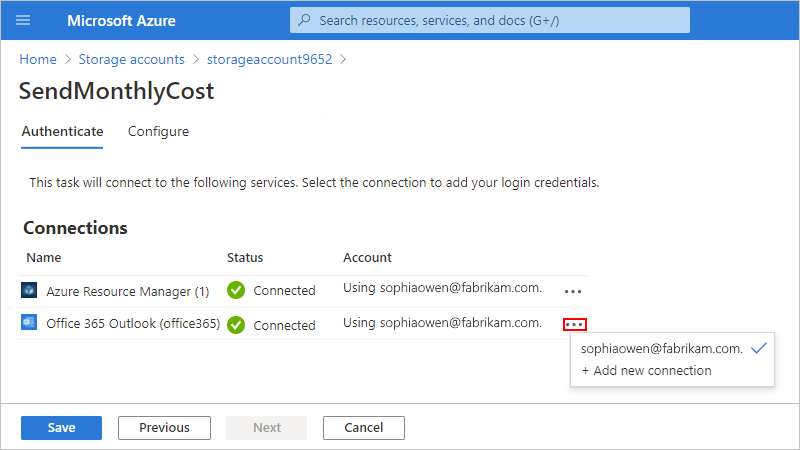 Microsoft Azure
Search resources, services, and docs (G+/)
Home > Storage accounts > storageaccount9652 >
SendMonthlyCost
Authenticate Configure
This task will connect to the following services. Select the connection to add your login credentials.
Connections
Name Status Account
Azure Resource Manager (1) Connected Using sophiaowen@fabrikam.com. ...
Office 365 Outlook (office365) Connected Using sophiaowen@fabrikam.com. ...
sophiaowen@fabrikam.com.
+ Add new connection
Save Previous Next Cancel